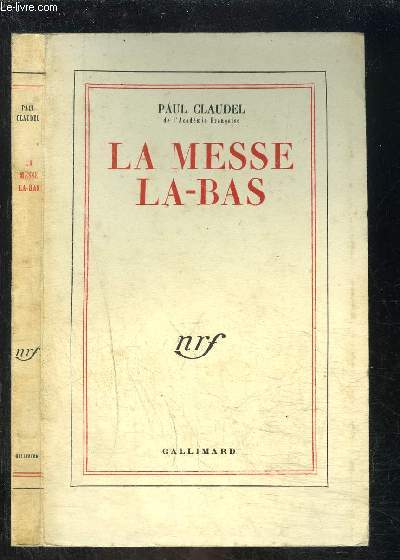 le-livre
PAUL
CLAUDEL
LA
MESSE
LA-BAS
nrf
GALLIMARD
PAUL CLAUDEL
de l'Académie Française
LA MESSE
LA-BAS
nrf
GALLIMARD